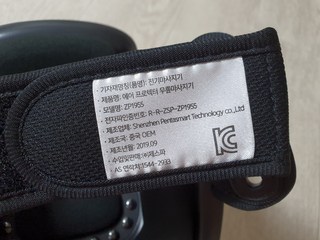 · 기자재명칭(품명): 전기마사지기
· 제품명: 에어 프로텍터 무릎마사지기
· 모델명: ZP1955
· 전자파인증번호: R-R-ZSP-ZP1955
· 제조업체: Shenzhen Pentasmart Technology co.,Ltd
· 제조국: 중국 OEM
· 제조년월: 2019.09
· 수입판매원: ㈜제스파
· AS 연락처: 1544-2933